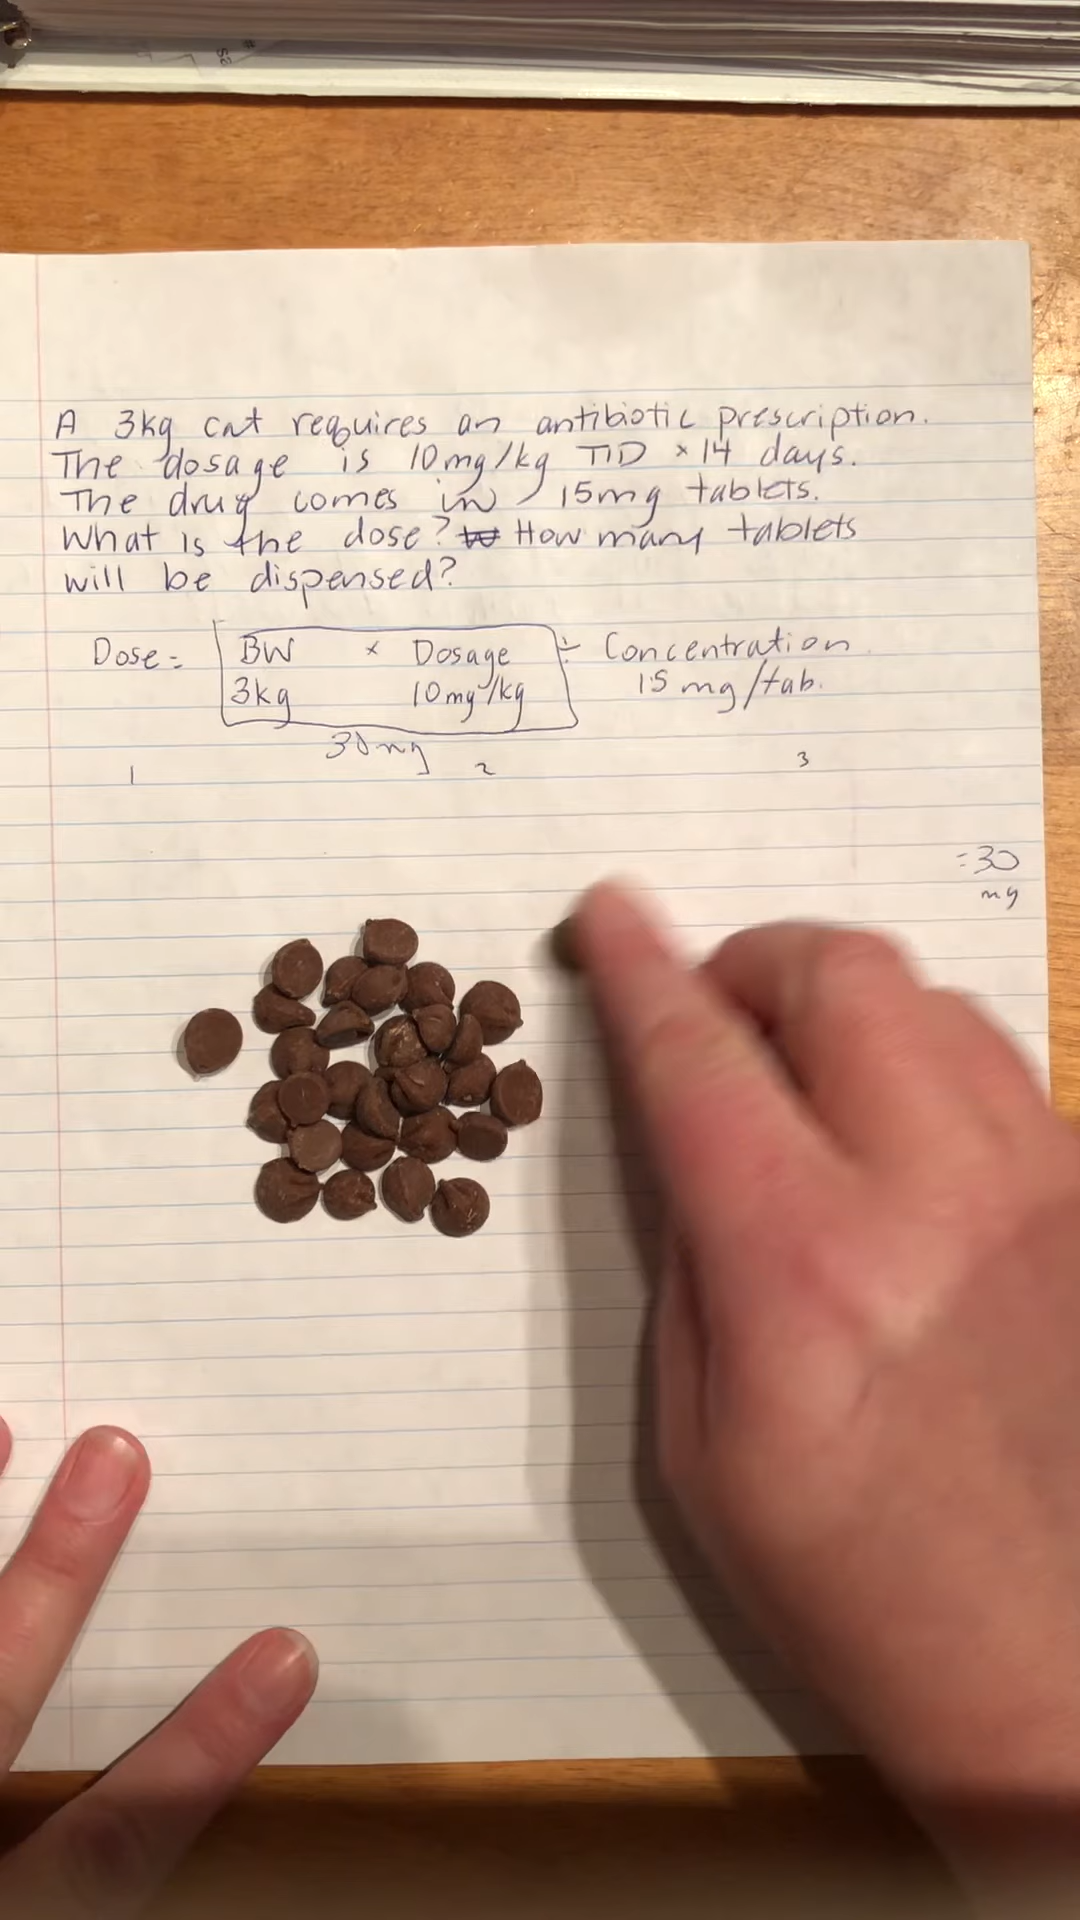 A 3kg cat requires an antibiotic prescription.
The dosage is 10mg/kg TID × 14 days.
The drug comes in 15mg tablets.
What is the dose? How many tablets
will be dispensed?
Dose = BW × Dosage ÷ Concentration
3kg 10mg/kg 15mg/tab.
30mg
1 2 3
=30
mg